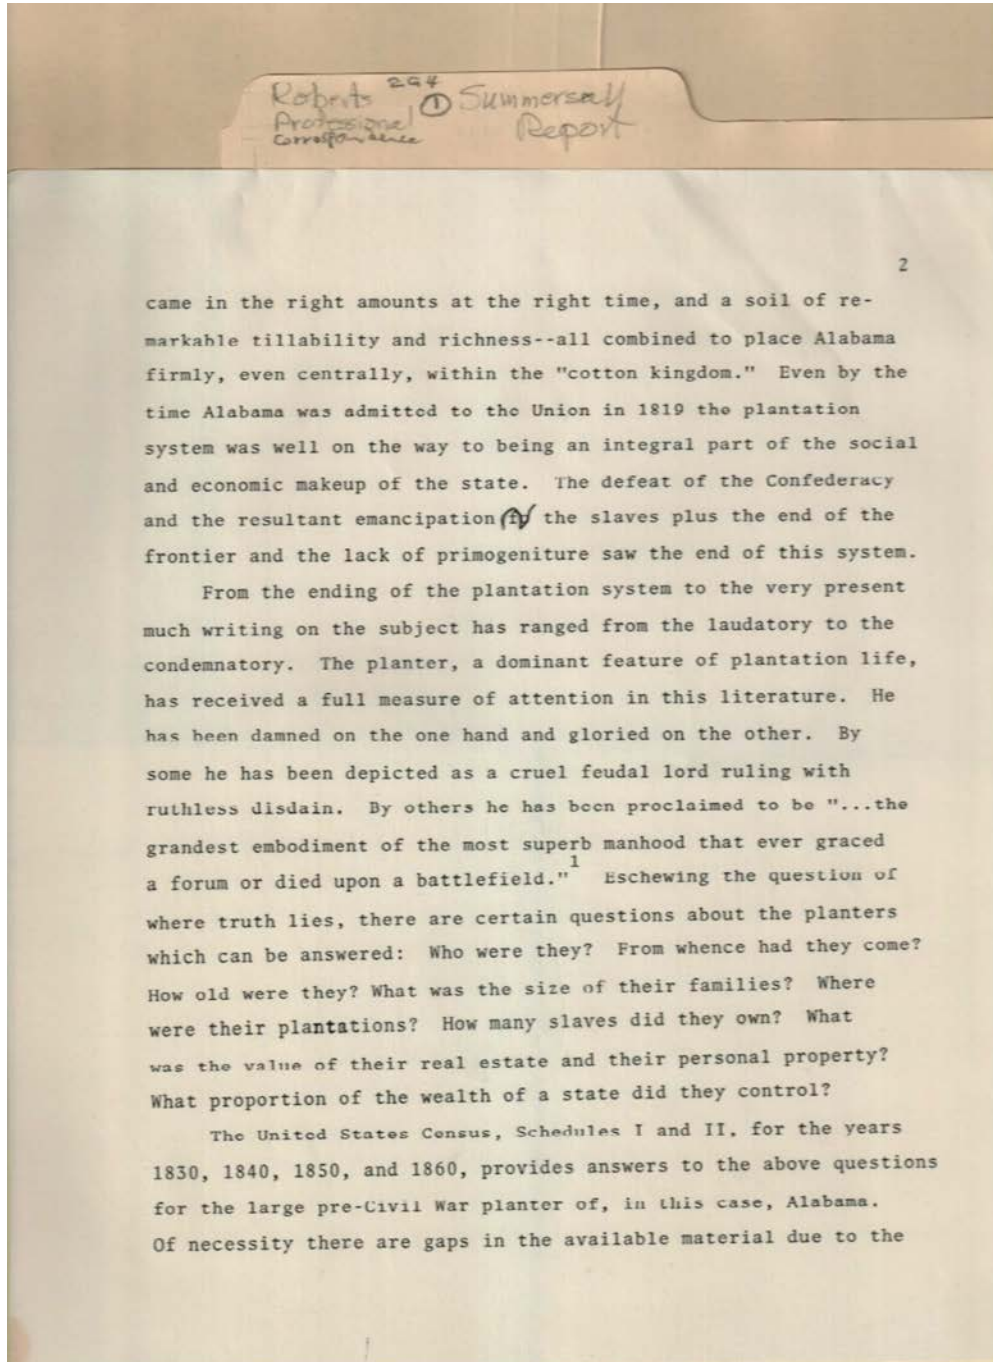 Roberts 294 ① Summersell
Professional Report
Correspondence
2
came in the right amounts at the right time, and a soil of re-
markable tillability and richness--all combined to place Alabama
firmly, even centrally, within the "cotton kingdom." Even by the
time Alabama was admitted to the Union in 1819 the plantation
system was well on the way to being an integral part of the social
and economic makeup of the state. The defeat of the Confederacy
and the resultant emancipation the slaves plus the end of the
frontier and the lack of primogeniture saw the end of this system.
From the ending of the plantation system to the very present
much writing on the subject has ranged from the laudatory to the
condemnatory. The planter, a dominant feature of plantation life,
has received a full measure of attention in this literature. He
has been damned on the one hand and gloried on the other. By
some he has been depicted as a cruel feudal lord ruling with
ruthless disdain. By others he has been proclaimed to be "...the
grandest embodiment of the most superb manhood that ever graced
a forum or died upon a battlefield."1 Eschewing the question of
where truth lies, there are certain questions about the planters
which can be answered: Who were they? From whence had they come?
How old were they? What was the size of their families? Where
were their plantations? How many slaves did they own? What
was the value of their real estate and their personal property?
What proportion of the wealth of a state did they control?
The United States Census, Schedules I and II, for the years
1830, 1840, 1850, and 1860, provides answers to the above questions
for the large pre-Civil War planter of, in this case, Alabama.
Of necessity there are gaps in the available material due to the